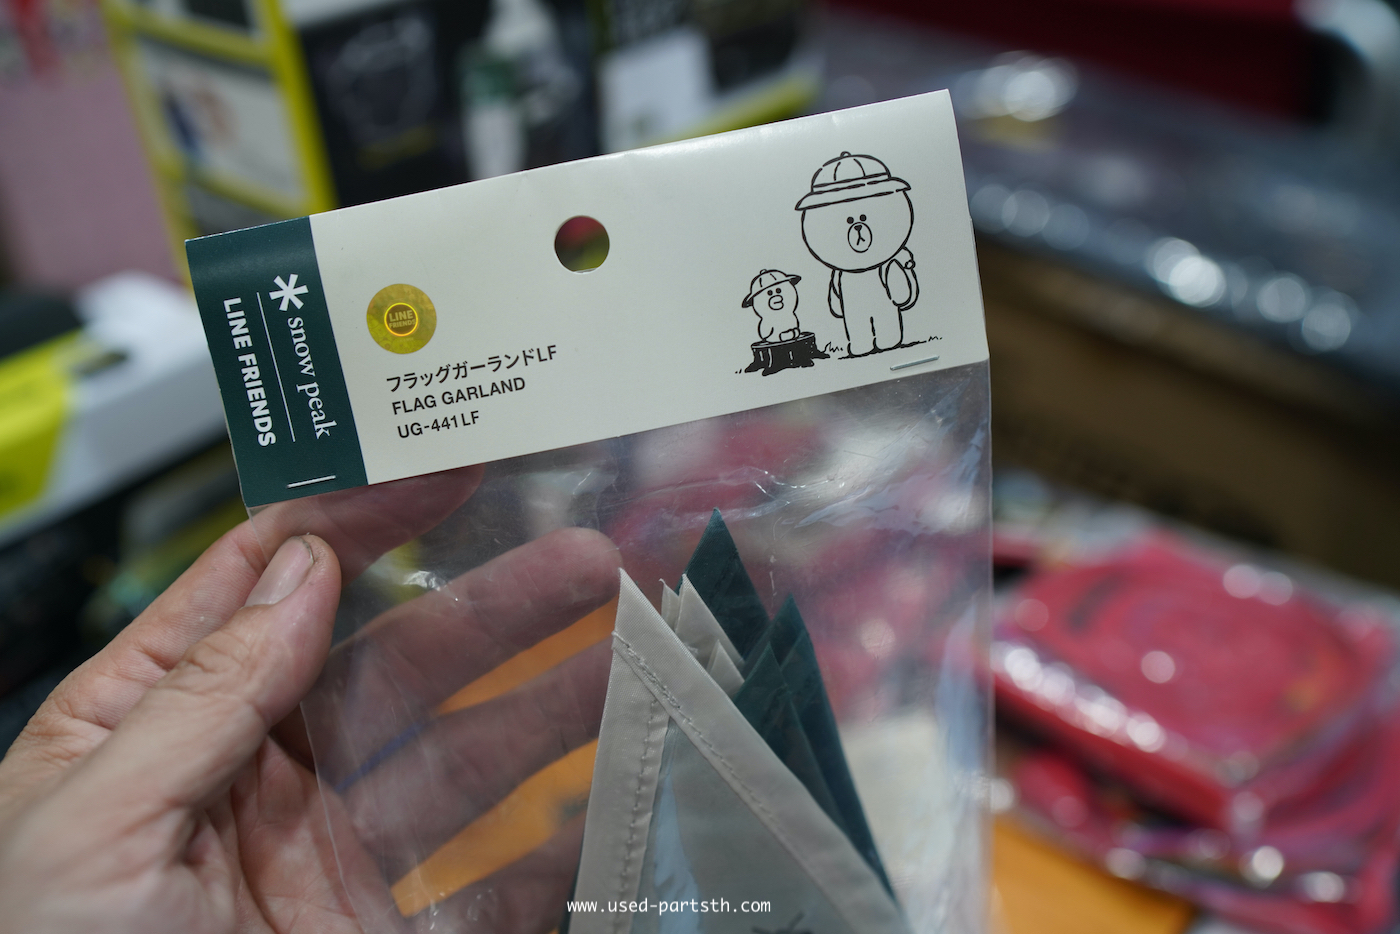 snow peak
LINE FRIENDS
LINE
FRIENDS
フラッグガーランドLF
FLAG GARLAND
UG-441LF
www.used-partsth.com